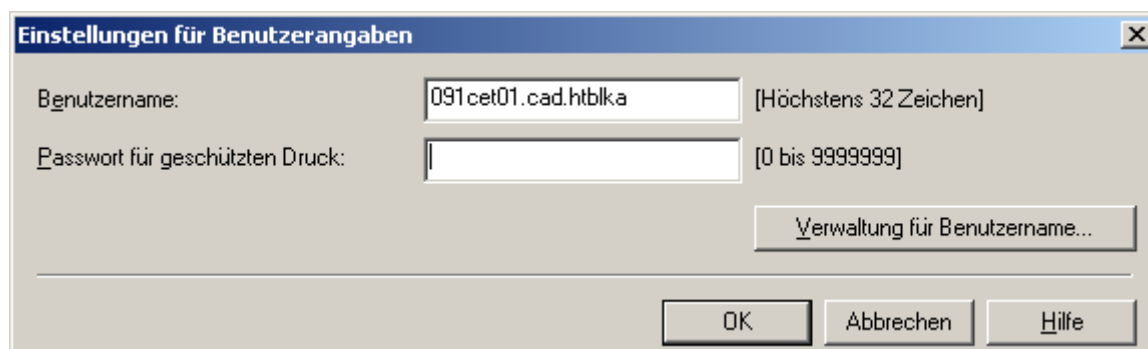 Einstellungen für Benutzerangaben
Benutzername: 091cet01.cad.htblka [Höchstens 32 Zeichen]
Passwort für geschützten Druck: [0 bis 9999999]
Verwaltung für Benutzername...
OK Abbrechen Hilfe